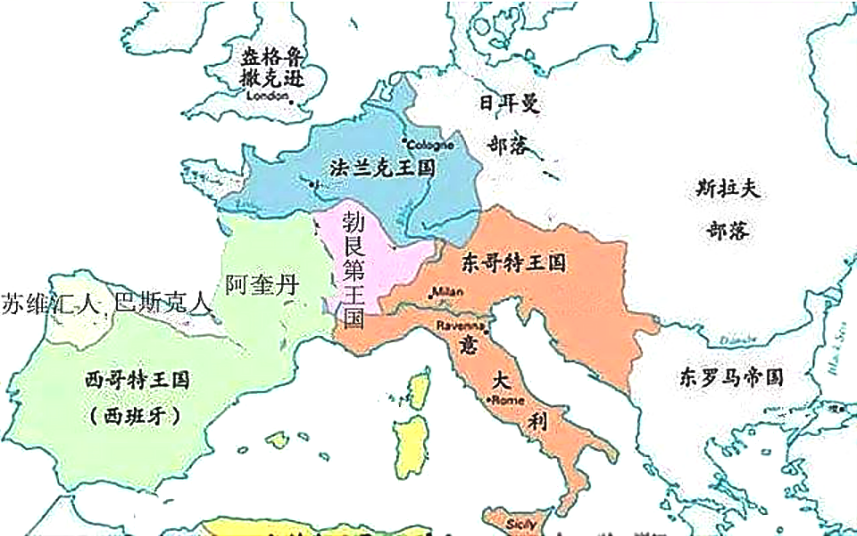 盎格鲁
撒克逊
London
日耳曼
部落
Cologne
法兰克王国
斯拉夫
部落
勃艮第王国
东哥特王国
阿奎丹
苏维汇人
巴斯克人
Milan
Ravenna
意
大
利
Rome
西哥特王国
(西班牙)
东罗马帝国
Danube
Black Sea
Sicily